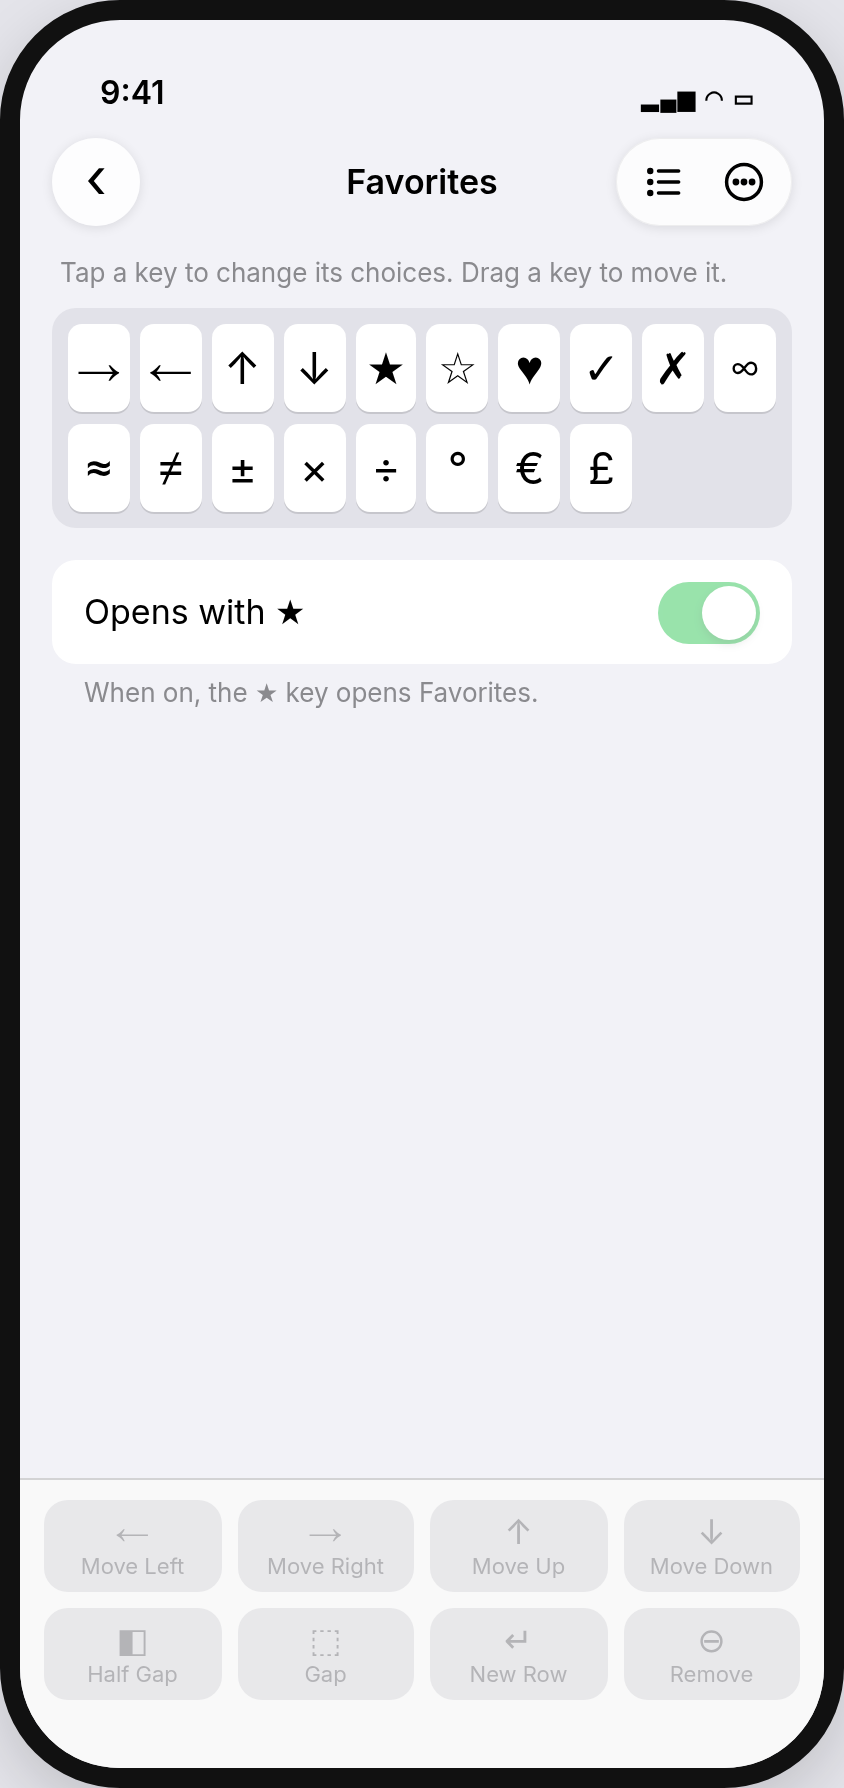 9:41
Favorites
Tap a key to change its choices. Drag a key to move it.
→ ← ↑ ↓ ★ ☆ ♥ ✓ ✗ ∞
≈ ≠ ± × ÷ ° € £
Opens with ★
When on, the ★ key opens Favorites.
← → ↑ ↓
Move Left Move Right Move Up Move Down
◧ ⬚ ↵ ⊖
Half Gap Gap New Row Remove